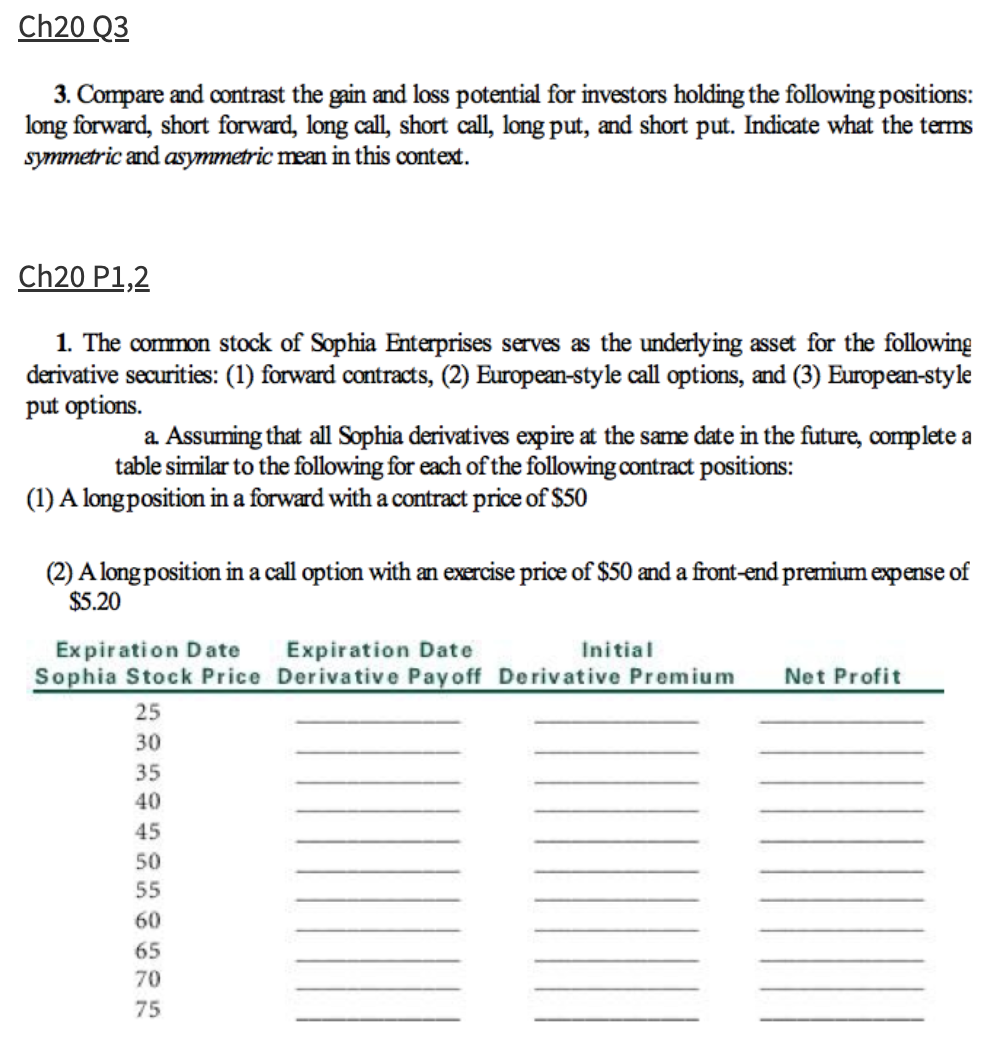 Ch20 Q3
3. Compare and contrast the gain and loss potential for investors holding the following positions:
long forward, short forward, long call, short call, long put, and short put. Indicate what the terms
symmetric and asymmetric mean in this context.
Ch20 P1,2
1. The common stock of Sophia Enterprises serves as the underlying asset for the following
derivative securities: (1) forward contracts, (2) European-style call options, and (3) European-style
put options.
a. Assuming that all Sophia derivatives expire at the same date in the future, complete a
table similar to the following for each of the following contract positions:
(1) A long position in a forward with a contract price of $50
(2) A long position in a call option with an exercise price of $50 and a front-end premium expense of
$5.20
Expiration Date Expiration Date Initial
Sophia Stock Price Derivative Payoff Derivative Premium Net Profit
25
30
35
40
45
50
55
60
65
70
75